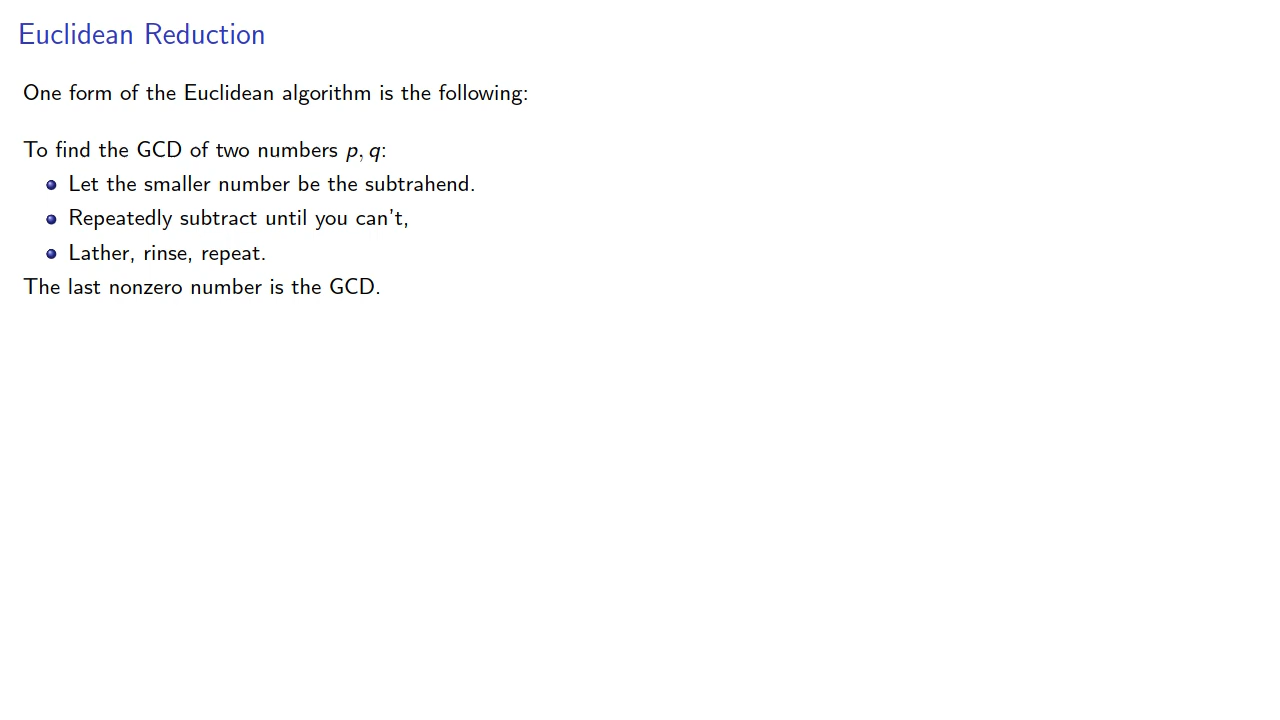 Euclidean Reduction
One form of the Euclidean algorithm is the following:
To find the GCD of two numbers p, q:
Let the smaller number be the subtrahend.
Repeatedly subtract until you can't,
Lather, rinse, repeat.
The last nonzero number is the GCD.